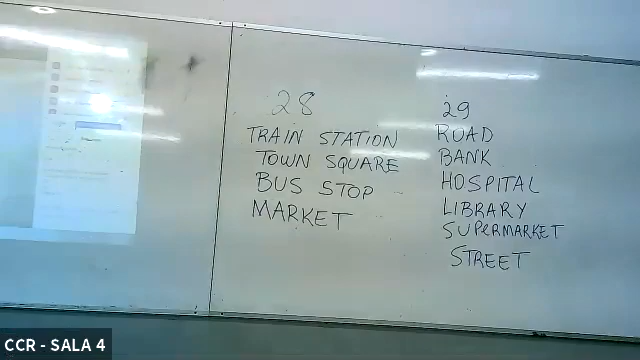 28
TRAIN STATION
TOWN SQUARE
BUS STOP
MARKET
29
ROAD
BANK
HOSPITAL
LIBRARY
SUPERMARKET
STREET
CCR - SALA 4